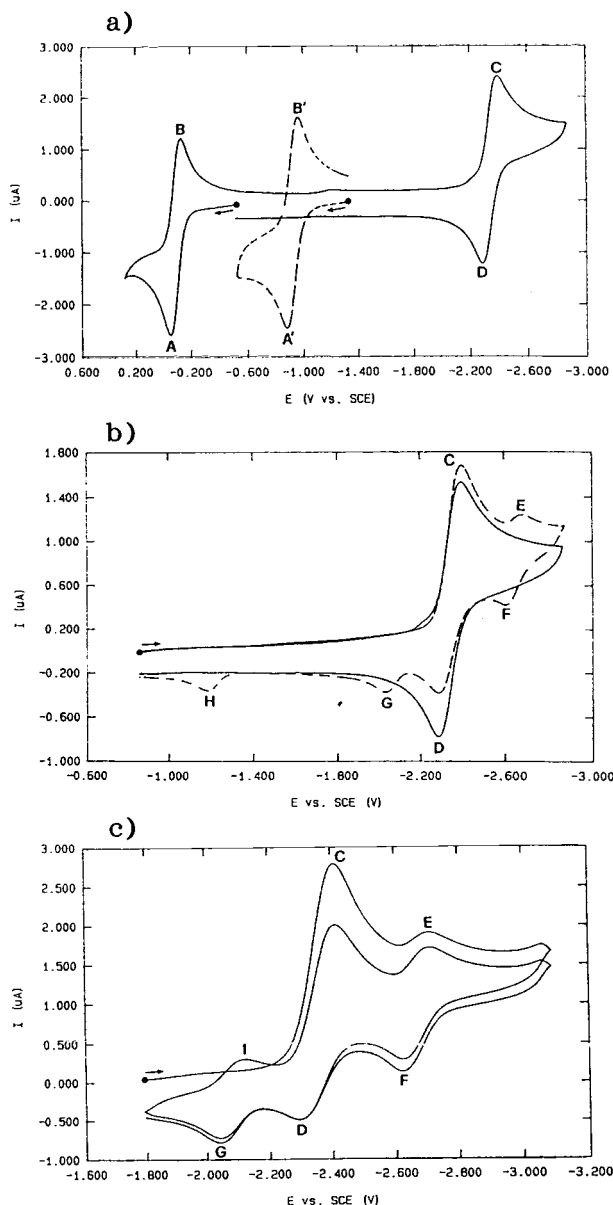 a)
3.000
C
2.000
B
B'
1.000
I (uA)
0.000
-1.000
D
-2.000
A
A'
-3.000
0.600 0.200 -0.200 -0.600 -1.000 -1.400 -1.800 -2.200 -2.600 -3.000
E (V vs. SCE)
b)
1.800
C
1.400
E
1.000
I (uA)
0.600
F
0.200
-0.200
H
G
-0.600
D
-1.000
-0.600 -1.000 -1.400 -1.800 -2.200 -2.600 -3.000
E vs. SCE (V)
c)
3.000
C
2.500
2.000
E
1.500
I (uA)
1.000
0.500
I
0.000
F
-0.500
G
D
-1.000
-1.600 -1.800 -2.000 -2.200 -2.400 -2.600 -2.800 -3.000 -3.200
E vs. SCE (V)